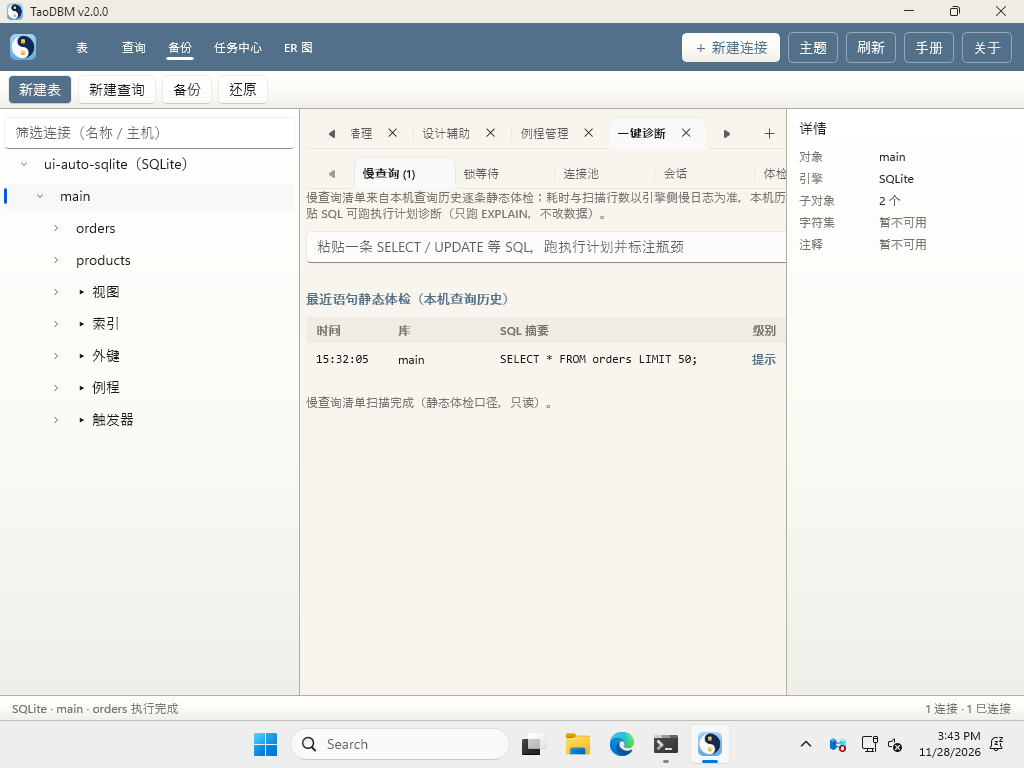 TaoDBM v2.0.0
表 查询 备份 任务中心 ER 图
+ 新建连接 主题 刷新 手册 关于
新建表 新建查询 备份 还原
筛选连接（名称 / 主机）
ui-auto-sqlite（SQLite）
main
orders
products
视图
索引
外键
例程
触发器
设计辅助 例程管理 一键诊断
慢查询 (1) 锁等待 连接池 会话 体检
慢查询清单来自本机查询历史逐条静态体检；耗时与扫描行数以引擎侧慢日志为准，本机历
贴 SQL 可跑执行计划诊断（只跑 EXPLAIN，不改数据）。
粘贴一条 SELECT / UPDATE 等 SQL，跑执行计划并标注瓶颈
最近语句静态体检（本机查询历史）
时间 库 SQL 摘要 级别
15:32:05 main SELECT * FROM orders LIMIT 50; 提示
慢查询清单扫描完成（静态体检口径，只读）。
详情
对象 main
引擎 SQLite
子对象 2 个
字符集 暂不可用
注释 暂不可用
SQLite · main · orders 执行完成
1 连接 · 1 已连接
Search
3:43 PM
11/28/2026